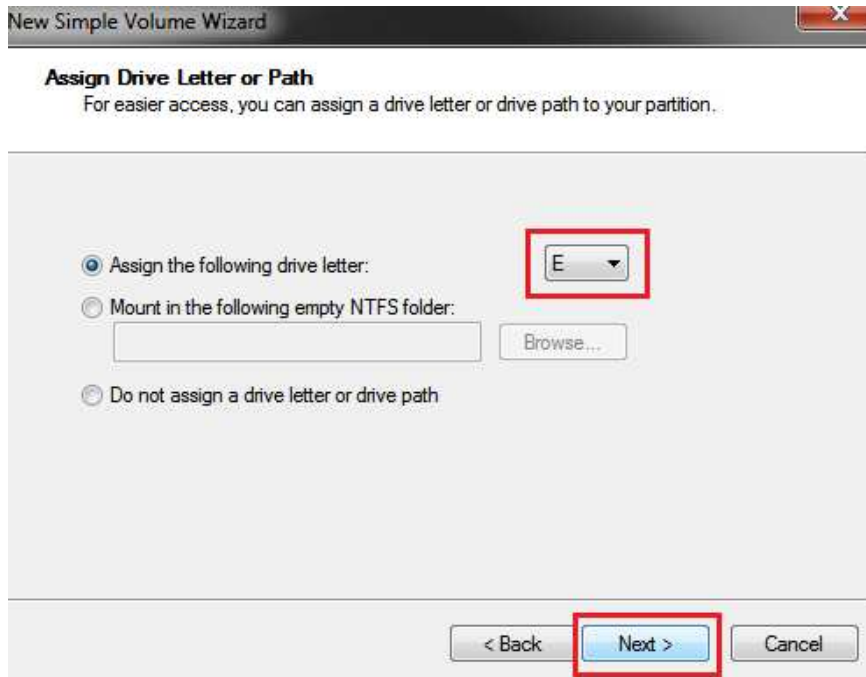 New Simple Volume Wizard
Assign Drive Letter or Path
For easier access, you can assign a drive letter or drive path to your partition.
Assign the following drive letter: E
Mount in the following empty NTFS folder:
Browse...
Do not assign a drive letter or drive path
< Back Next > Cancel